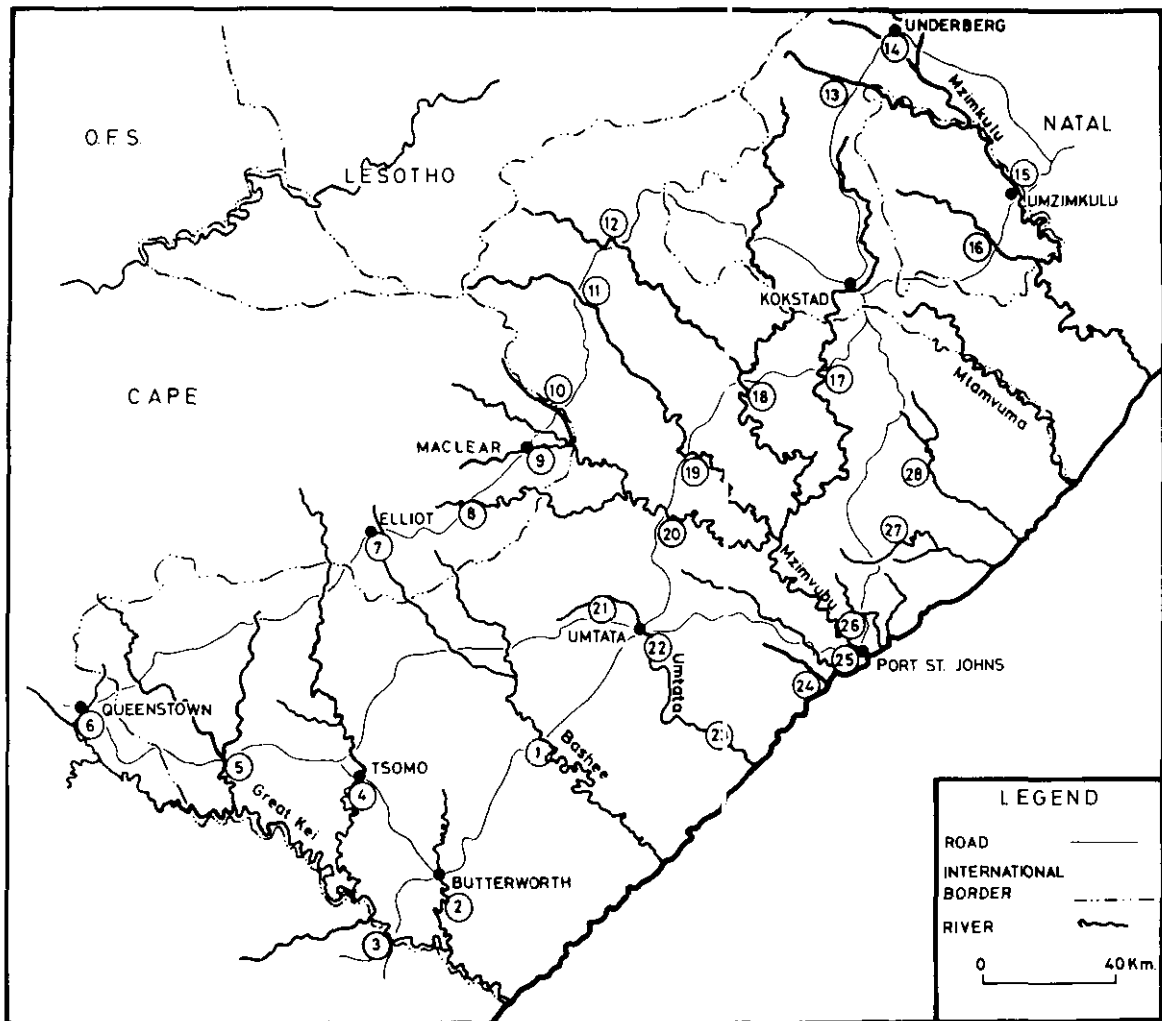 UNDERBERG
14
13
Mzimkulu
NATAL
O.F.S.
LESOTHO
15
UMZIMKULU
12
16
11
KOKSTAD
CAPE
10
17
18
Mtamvuma
MACLEAR
9
19
28
8
ELLIOT
7
20
27
Mzimvubu
21
UMTATA
22
26
25
PORT ST. JOHNS
Umtata
24
QUEENSTOWN
6
23
1
Bashee
5
TSOMO
4
Great Kei
BUTTERWORTH
2
3
LEGEND
ROAD
INTERNATIONAL
BORDER
RIVER
0 40 Km.